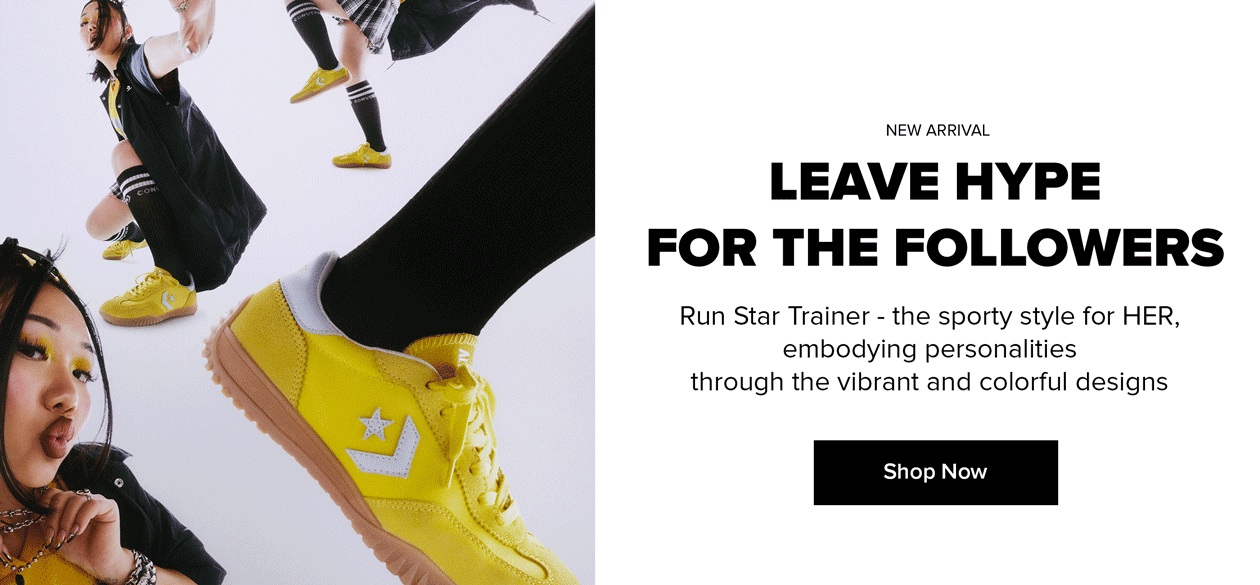 NEW ARRIVAL
LEAVE HYPE
FOR THE FOLLOWERS
Run Star Trainer - the sporty style for HER,
embodying personalities
through the vibrant and colorful designs
Shop Now